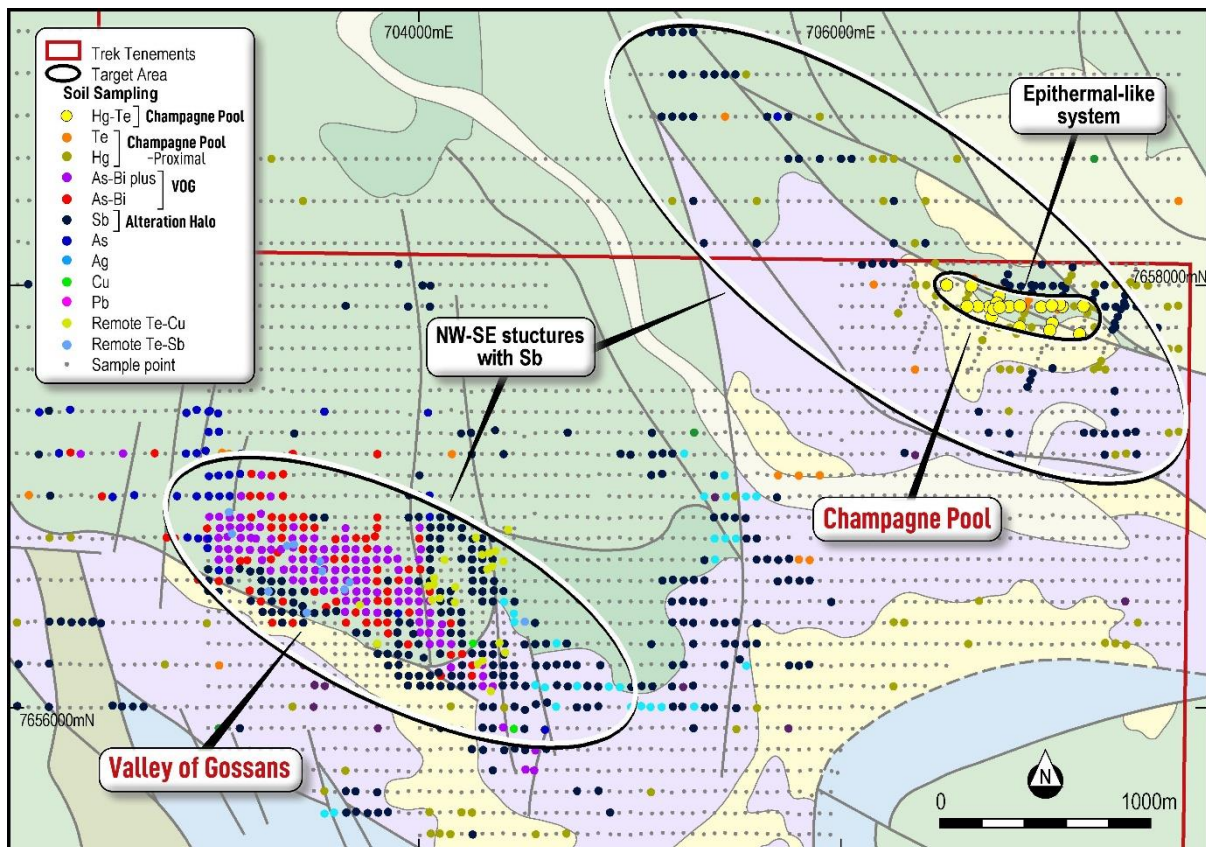 704000mE
706000mE
Trek Tenements
Target Area
Soil Sampling
Hg-Te ] Champagne Pool
Te
Champagne Pool
Hg
-Proximal
As-Bi plus
VOG
As-Bi
Sb ] Alteration Halo
As
Ag
Cu
Pb
Remote Te-Cu
Remote Te-Sb
Sample point
Epithermal-like
system
7658000mN
NW-SE stuctures
with Sb
Champagne Pool
7656000mN
Valley of Gossans
N
0
1000m